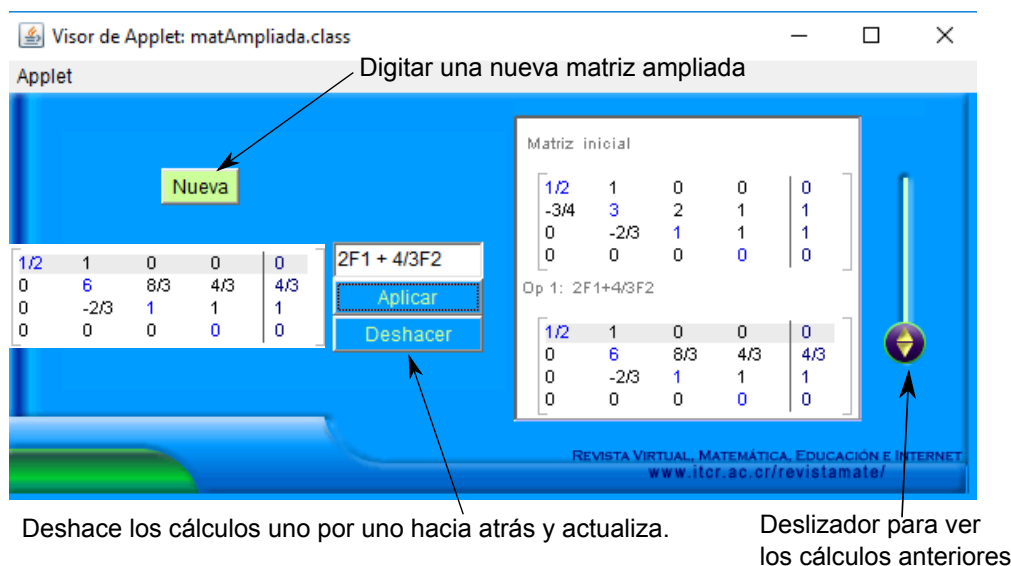 Visor de Applet: matAmpliada.class
Applet
Digitar una nueva matriz ampliada
Nueva
1/2 1 0 0 0
0 6 8/3 4/3 4/3
0 -2/3 1 1 1
0 0 0 0 0
2F1 + 4/3F2
Aplicar
Deshacer
Matriz inicial
1/2 1 0 0 0
-3/4 3 2 1 1
0 -2/3 1 1 1
0 0 0 0 0
Op 1: 2F1+4/3F2
1/2 1 0 0 0
0 6 8/3 4/3 4/3
0 -2/3 1 1 1
0 0 0 0 0
REVISTA VIRTUAL, MATEMÁTICA, EDUCACIÓN E INTERNET
www.itcr.ac.cr/revistamate/
Deshace los cálculos uno por uno hacia atrás y actualiza.
Deslizador para ver
los cálculos anteriores